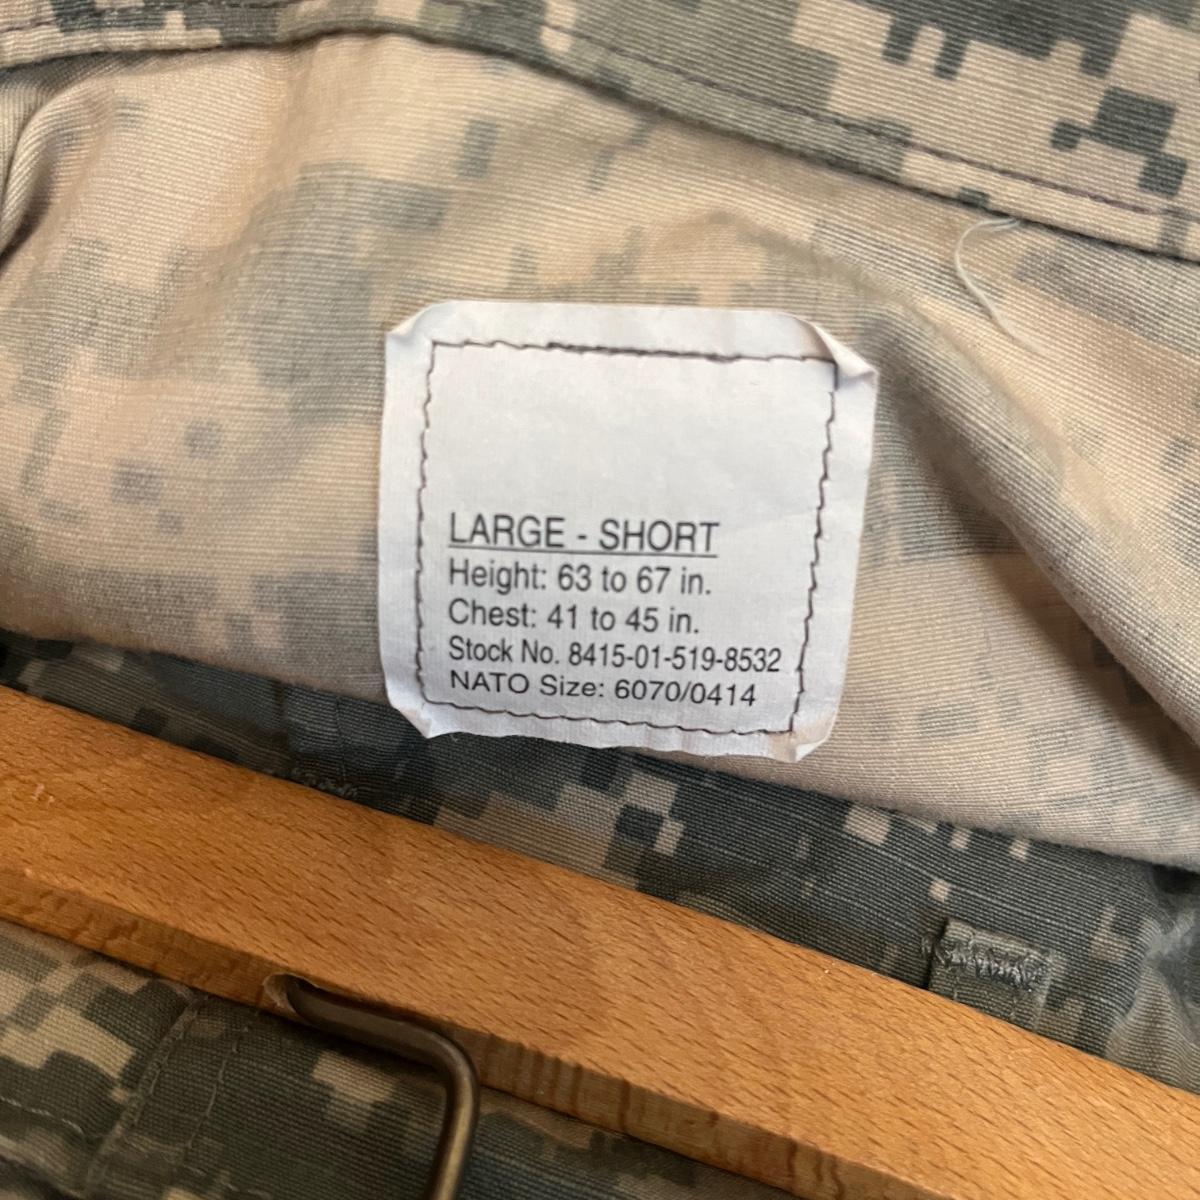 LARGE - SHORT
Height: 63 to 67 in.
Chest: 41 to 45 in.
Stock No. 8415-01-519-8532
NATO Size: 6070/0414